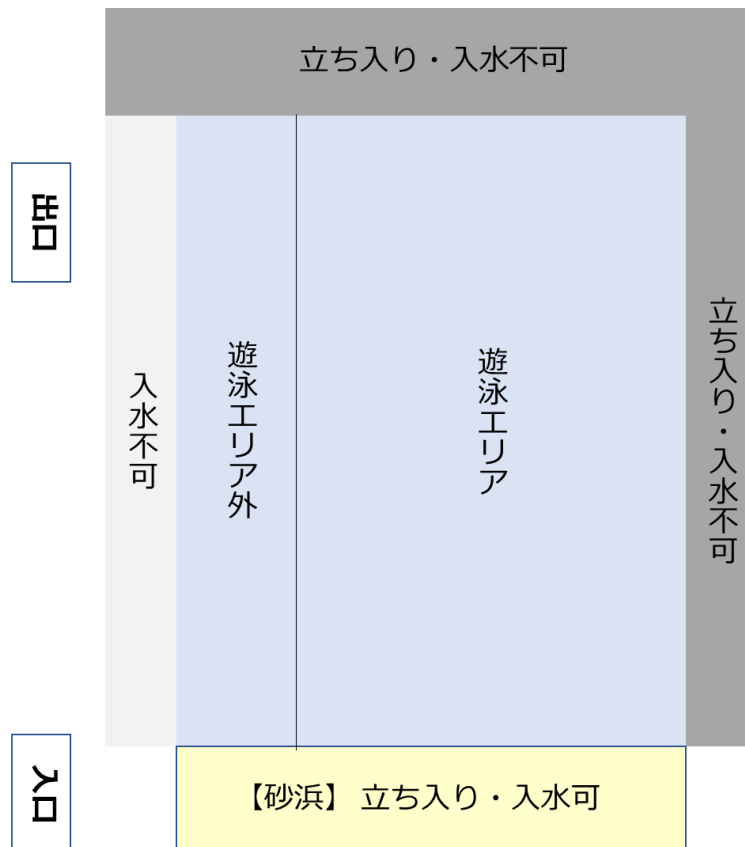 立ち入り・入水不可
出口
入水不可
遊泳エリア外
遊泳エリア
立ち入り・入水不可
入口
【砂浜】 立ち入り・入水可